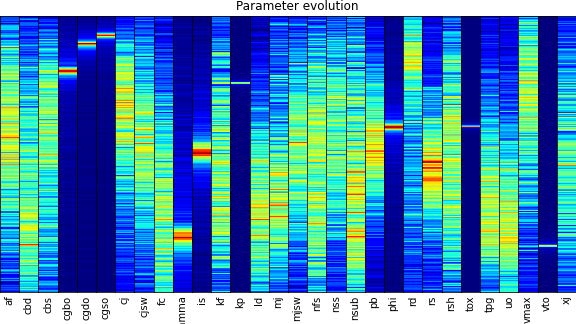 Parameter evolution
af
cbd
cbs
cgbo
cgdo
cgso
cj
cjsw
fc
is
kf
kp
ld
mj
mjsw
nfs
nss
nsub
pb
phi
rd
rs
rsh
tox
tpg
uo
vmax
vto
xj